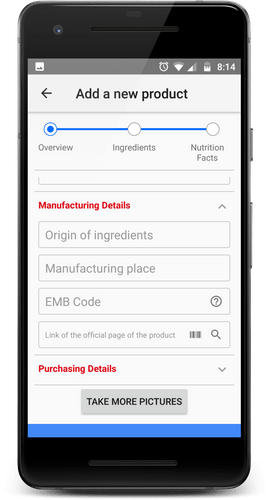 8:14
Add a new product
Overview
Ingredients
Nutrition
Facts
Manufacturing Details
Origin of ingredients
Manufacturing place
EMB Code
Link of the official page of the product
Purchasing Details
TAKE MORE PICTURES